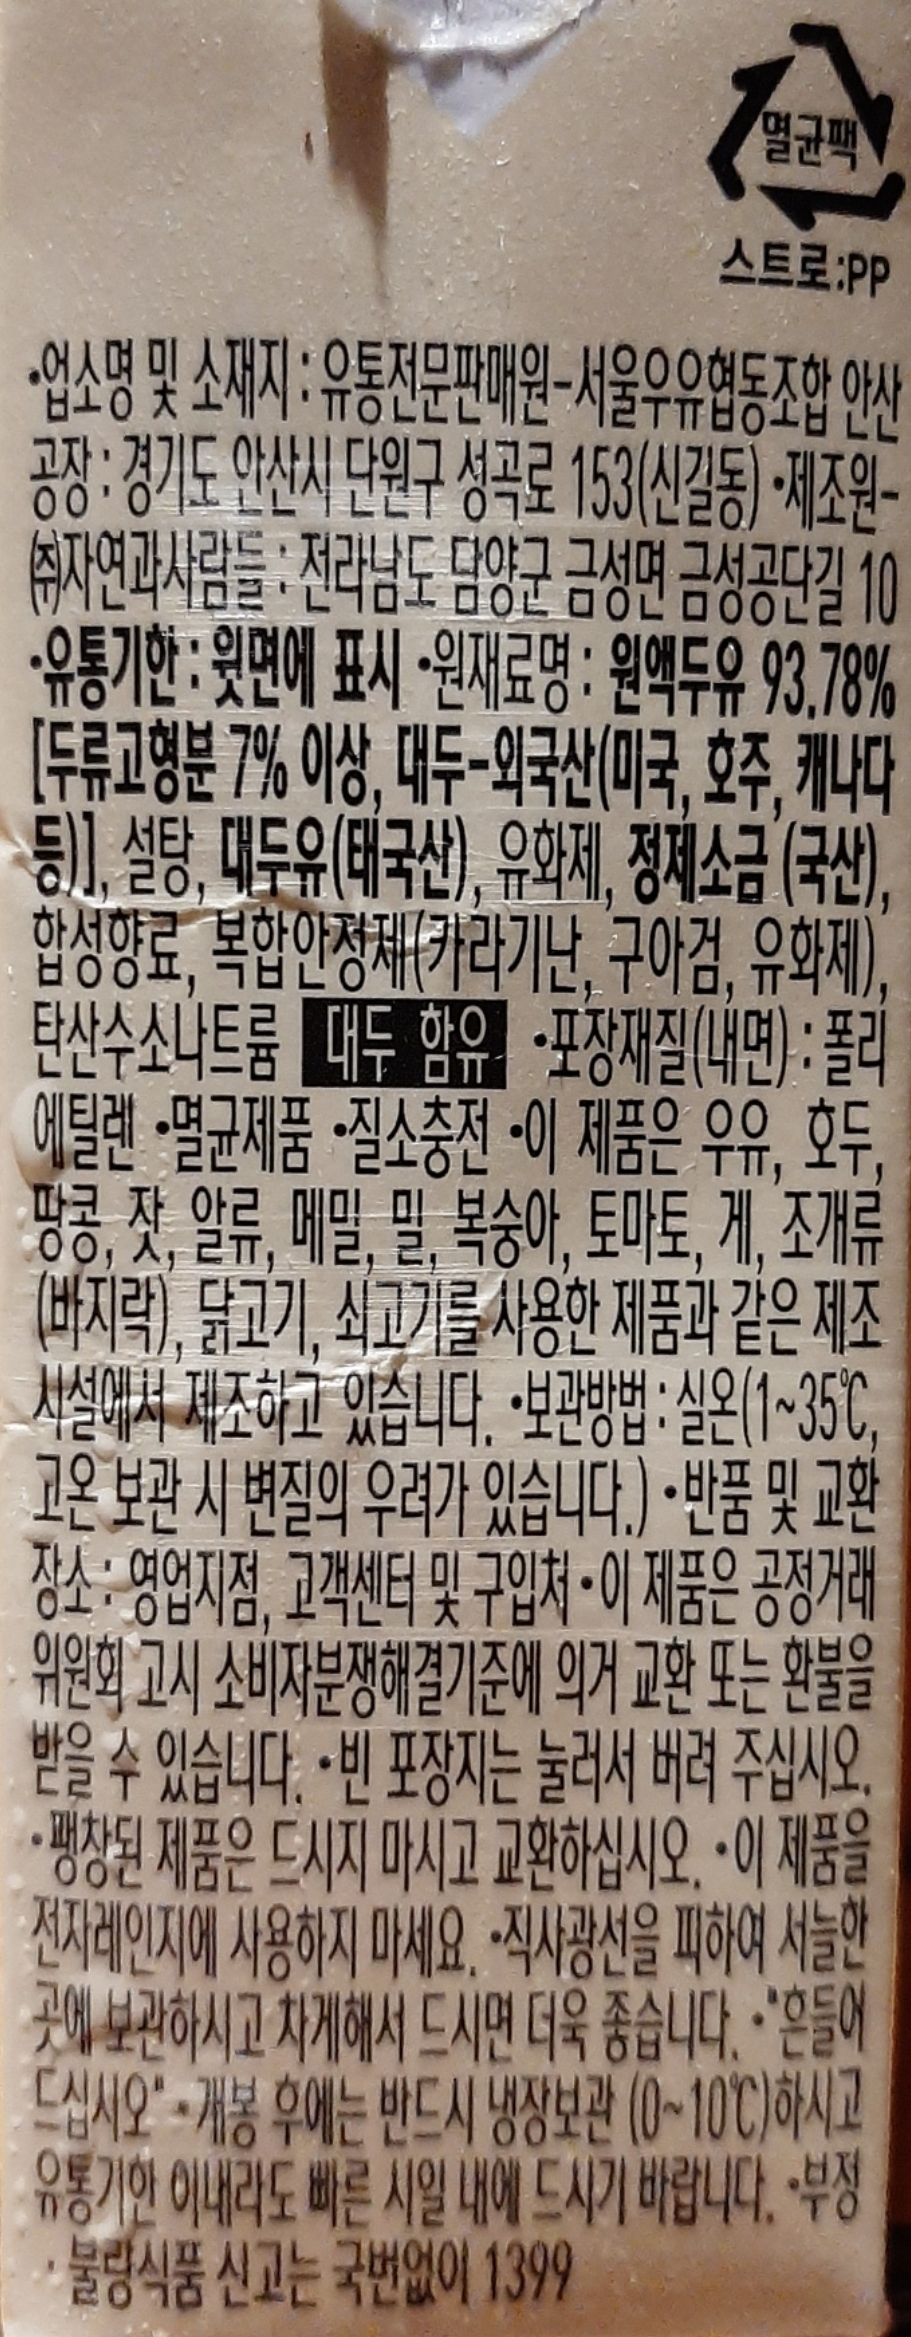 멸균팩
스트로:PP
•업소명 및 소재지 : 유통전문판매원-서울우유협동조합 안산
공장 : 경기도 안산시 단원구 성곡로 153(신길동) •제조원-
㈜자연과사람들 : 전라남도 담양군 금성면 금성공단길 10
•유통기한 : 윗면에 표시 •원재료명 : 원액두유 93.78%
[두류고형분 7% 이상, 대두-외국산(미국, 호주, 캐나다
등)], 설탕, 대두유(태국산), 유화제, 정제소금 (국산),
합성향료, 복합안정제(카라기난, 구아검, 유화제),
탄산수소나트륨 대두 함유 •포장재질(내면) : 폴리
에틸렌 •멸균제품 •질소충전 •이 제품은 우유, 호두,
땅콩, 잣, 알류, 메밀, 밀, 복숭아, 토마토, 게, 조개류
(바지락), 닭고기, 쇠고기를 사용한 제품과 같은 제조
시설에서 제조하고 있습니다. •보관방법 : 실온(1~35℃,
고온 보관 시 변질의 우려가 있습니다.) •반품 및 교환
장소 : 영업지점, 고객센터 및 구입처 •이 제품은 공정거래
위원회 고시 소비자분쟁해결기준에 의거 교환 또는 환불을
받을 수 있습니다. •빈 포장지는 눌러서 버려 주십시오.
•팽창된 제품은 드시지 마시고 교환하십시오. •이 제품을
전자레인지에 사용하지 마세요. •직사광선을 피하여 서늘한
곳에 보관하시고 차게해서 드시면 더욱 좋습니다. •"흔들어
드십시오" •개봉 후에는 반드시 냉장보관 (0~10℃)하시고
유통기한 이내라도 빠른 시일 내에 드시기 바랍니다. •부정
·불량식품 신고는 국번없이 1399